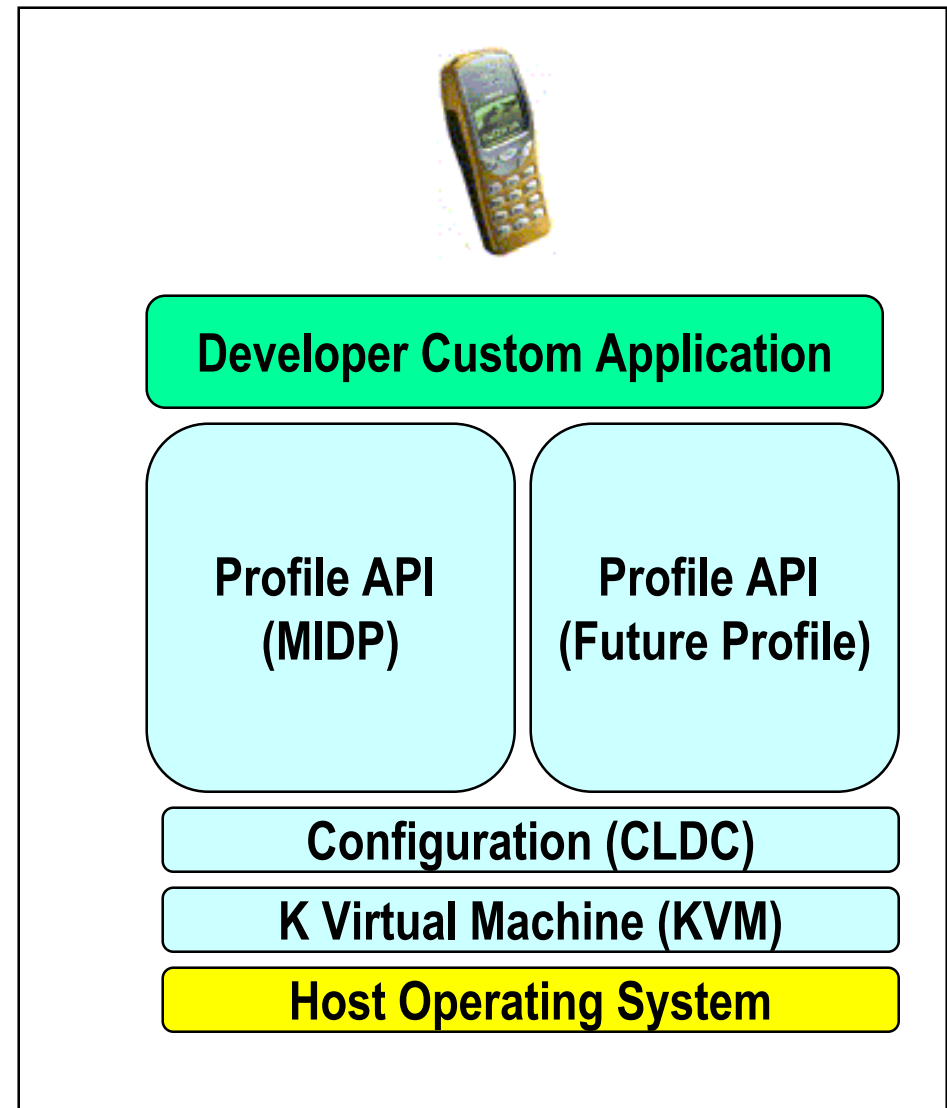 Developer Custom Application
Profile API
(MIDP)
Profile API
(Future Profile)
Configuration (CLDC)
K Virtual Machine (KVM)
Host Operating System